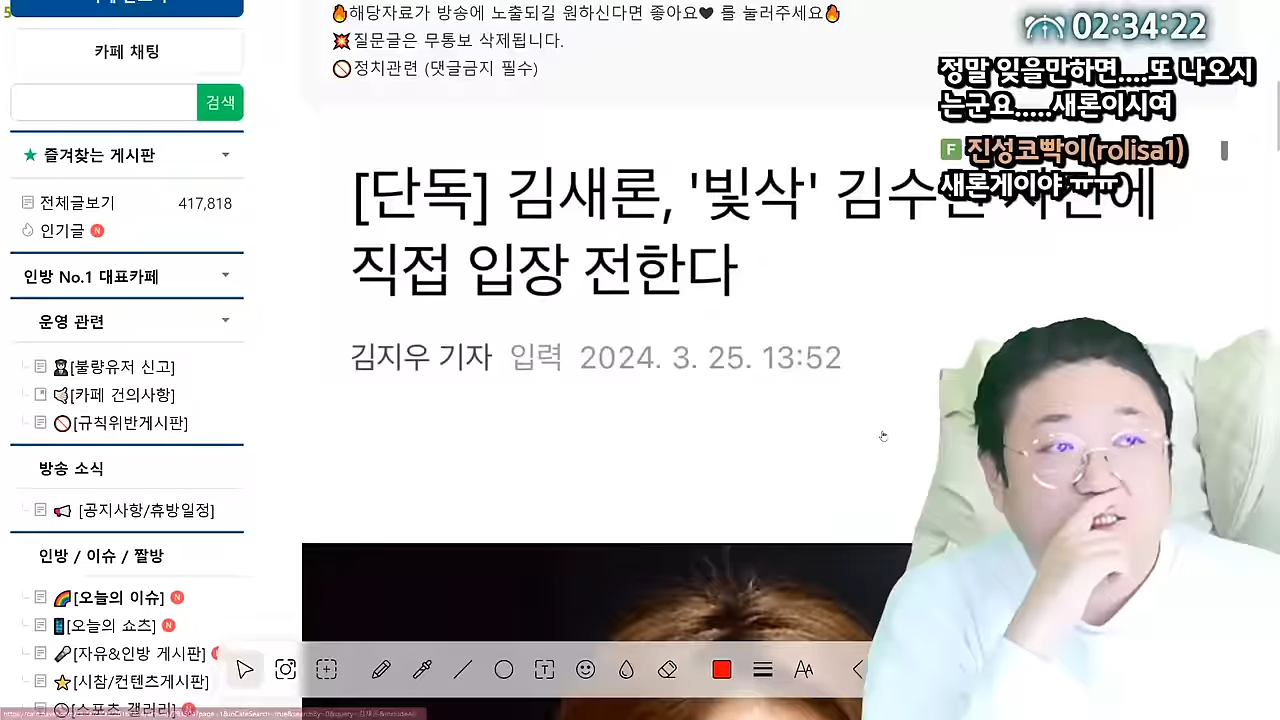 카페 채팅
검색
★ 즐겨찾는 게시판
전체글보기 417,818
인기글 N
인방 No.1 대표카페
운영 관련
[불량유저 신고]
[카페 건의사항]
[규칙위반게시판]
방송 소식
[공지사항/휴방일정]
인방 / 이슈 / 짤방
[오늘의 이슈] N
[오늘의 쇼츠] N
[자유&인방 게시판]
[시참/컨텐츠게시판]
[스포츠 갤러리]
🔥해당자료가 방송에 노출되길 원하신다면 좋아요🖤 를 눌러주세요🔥
💥질문글은 무통보 삭제됩니다.
🚫정치관련 (댓글금지 필수)
[단독] 김새론, '빛삭' 김수 에
직접 입장 전한다
김지우 기자 입력 2024. 3. 25. 13:52
02:34:22
정말 잊을만하면....또 나오시
는군요.....새론이시여
F 진성코빡이(rolisa1)
새론게이야 ㅠㅠ